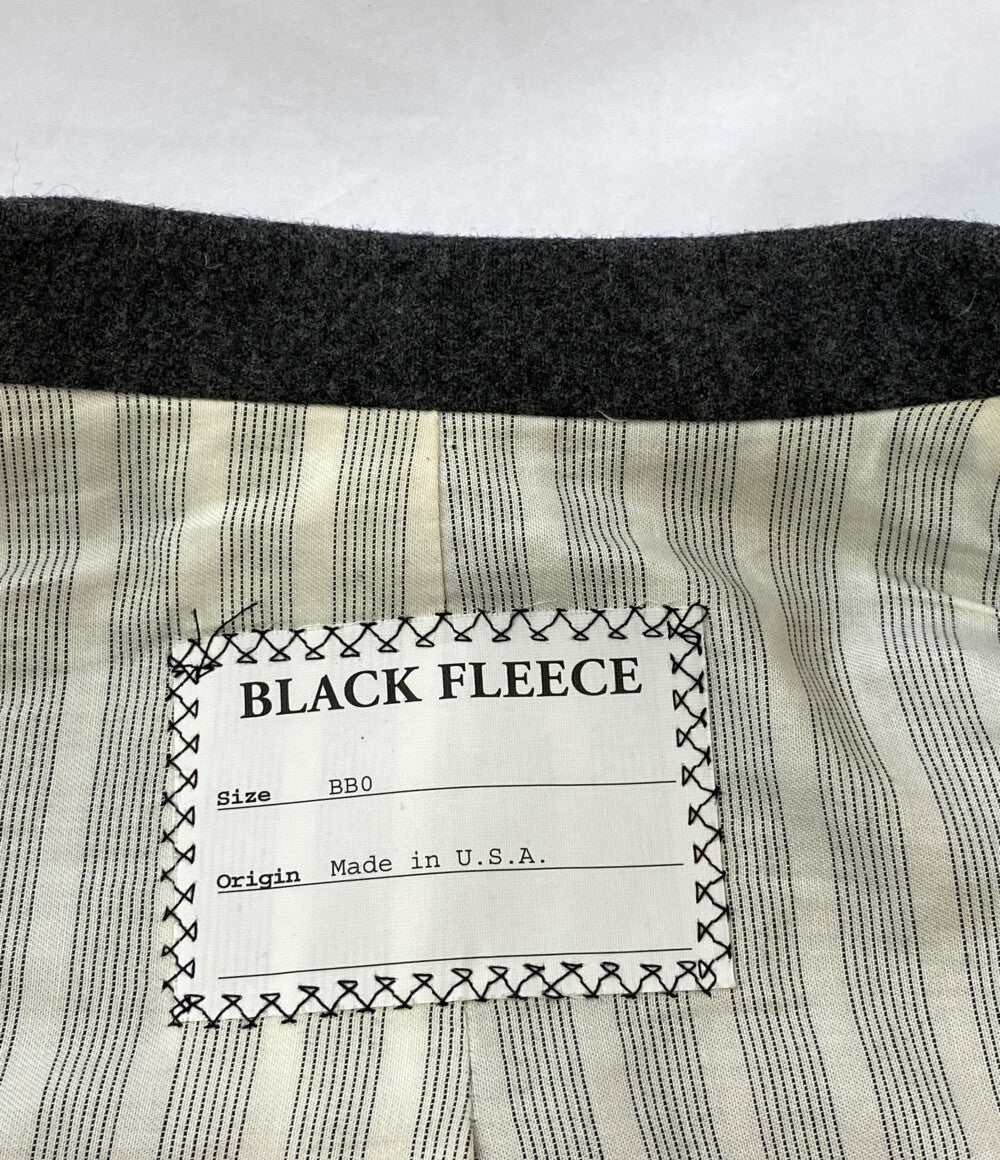 BLACK FLEECE
Size BB0
Origin Made in U.S.A.